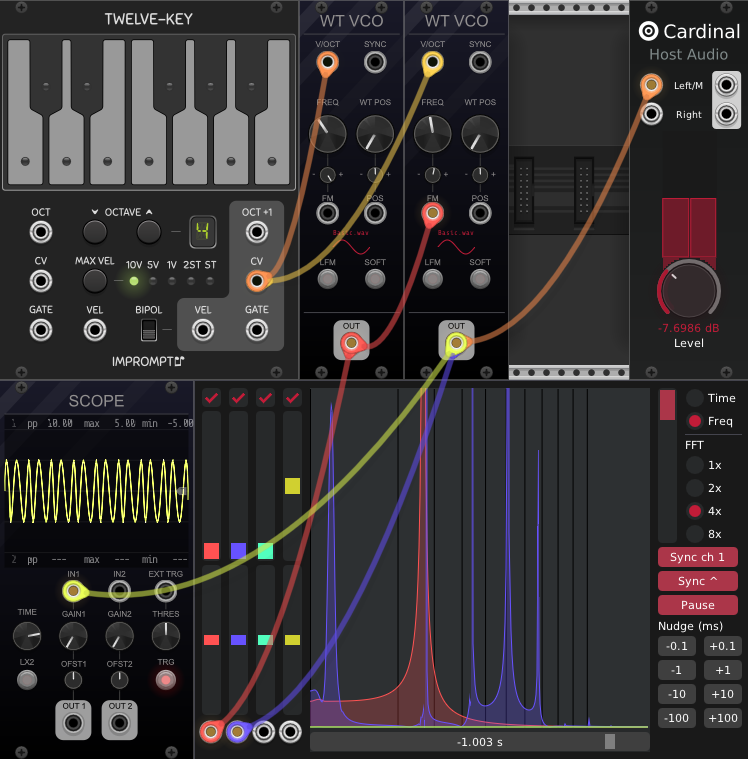 TWELVE-KEY
OCT
OCTAVE
4
OCT +1
CV
MAX VEL
10V 5V 1V 2ST ST
CV
GATE
VEL
BIPOL
VEL
GATE
IMPROMPTU
WT VCO
V/OCT
SYNC
FREQ
WT POS
- +
- +
FM
POS
Basic.wav
LFM
SOFT
OUT
WT VCO
V/OCT
SYNC
FREQ
WT POS
- +
- +
FM
POS
Basic.wav
LFM
SOFT
OUT
Cardinal
Host Audio
Left/M
Right
-7.6986 dB
Level
SCOPE
1 pp 10.00 max 5.00 min -5.00
2 pp --- max --- min ---
IN1
IN2
EXT TRG
TIME
GAIN1
GAIN2
THRES
LX2
OFST1
OFST2
TRG
OUT 1
OUT 2
-1.003 s
Time
Freq
FFT
1x
2x
4x
8x
Sync ch 1
Sync ^
Pause
Nudge (ms)
-0.1 +0.1
-1 +1
-10 +10
-100 +100